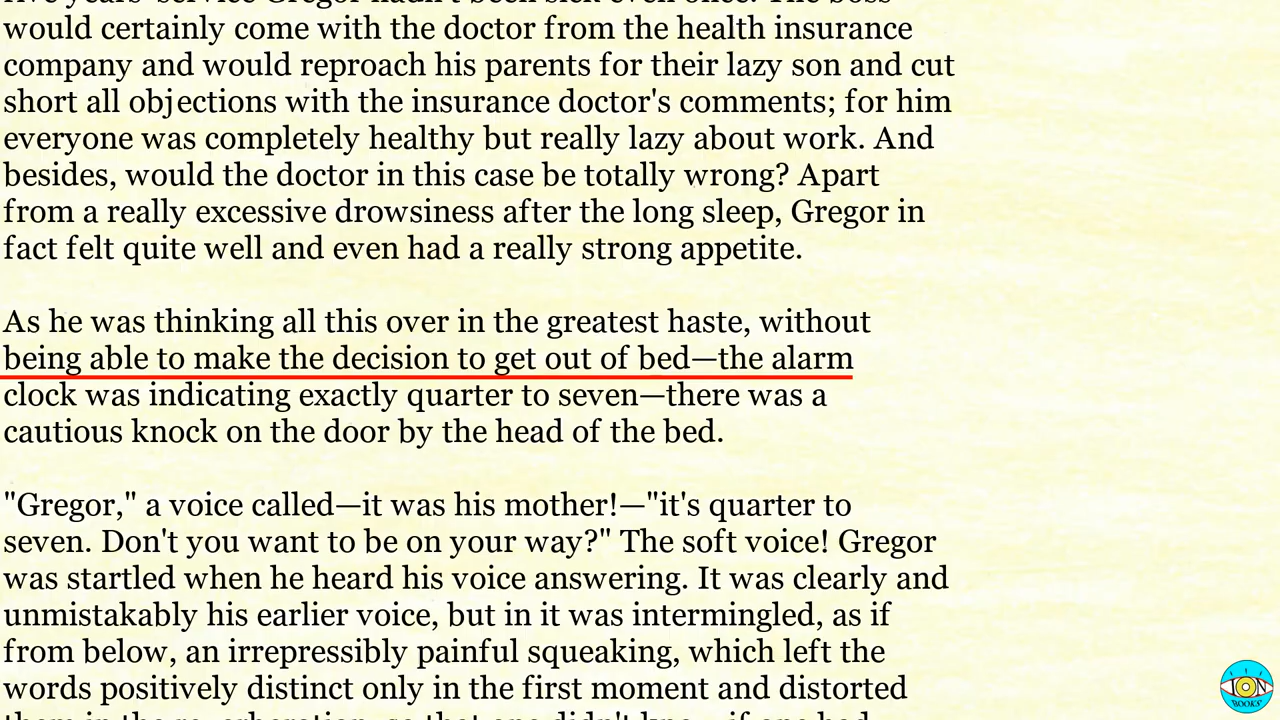 would certainly come with the doctor from the health insurance
company and would reproach his parents for their lazy son and cut
short all objections with the insurance doctor's comments; for him
everyone was completely healthy but really lazy about work. And
besides, would the doctor in this case be totally wrong? Apart
from a really excessive drowsiness after the long sleep, Gregor in
fact felt quite well and even had a really strong appetite.
As he was thinking all this over in the greatest haste, without
being able to make the decision to get out of bed—the alarm
clock was indicating exactly quarter to seven—there was a
cautious knock on the door by the head of the bed.
"Gregor," a voice called—it was his mother!—"it's quarter to
seven. Don't you want to be on your way?" The soft voice! Gregor
was startled when he heard his voice answering. It was clearly and
unmistakably his earlier voice, but in it was intermingled, as if
from below, an irrepressibly painful squeaking, which left the
words positively distinct only in the first moment and distorted
ION
BOOKS